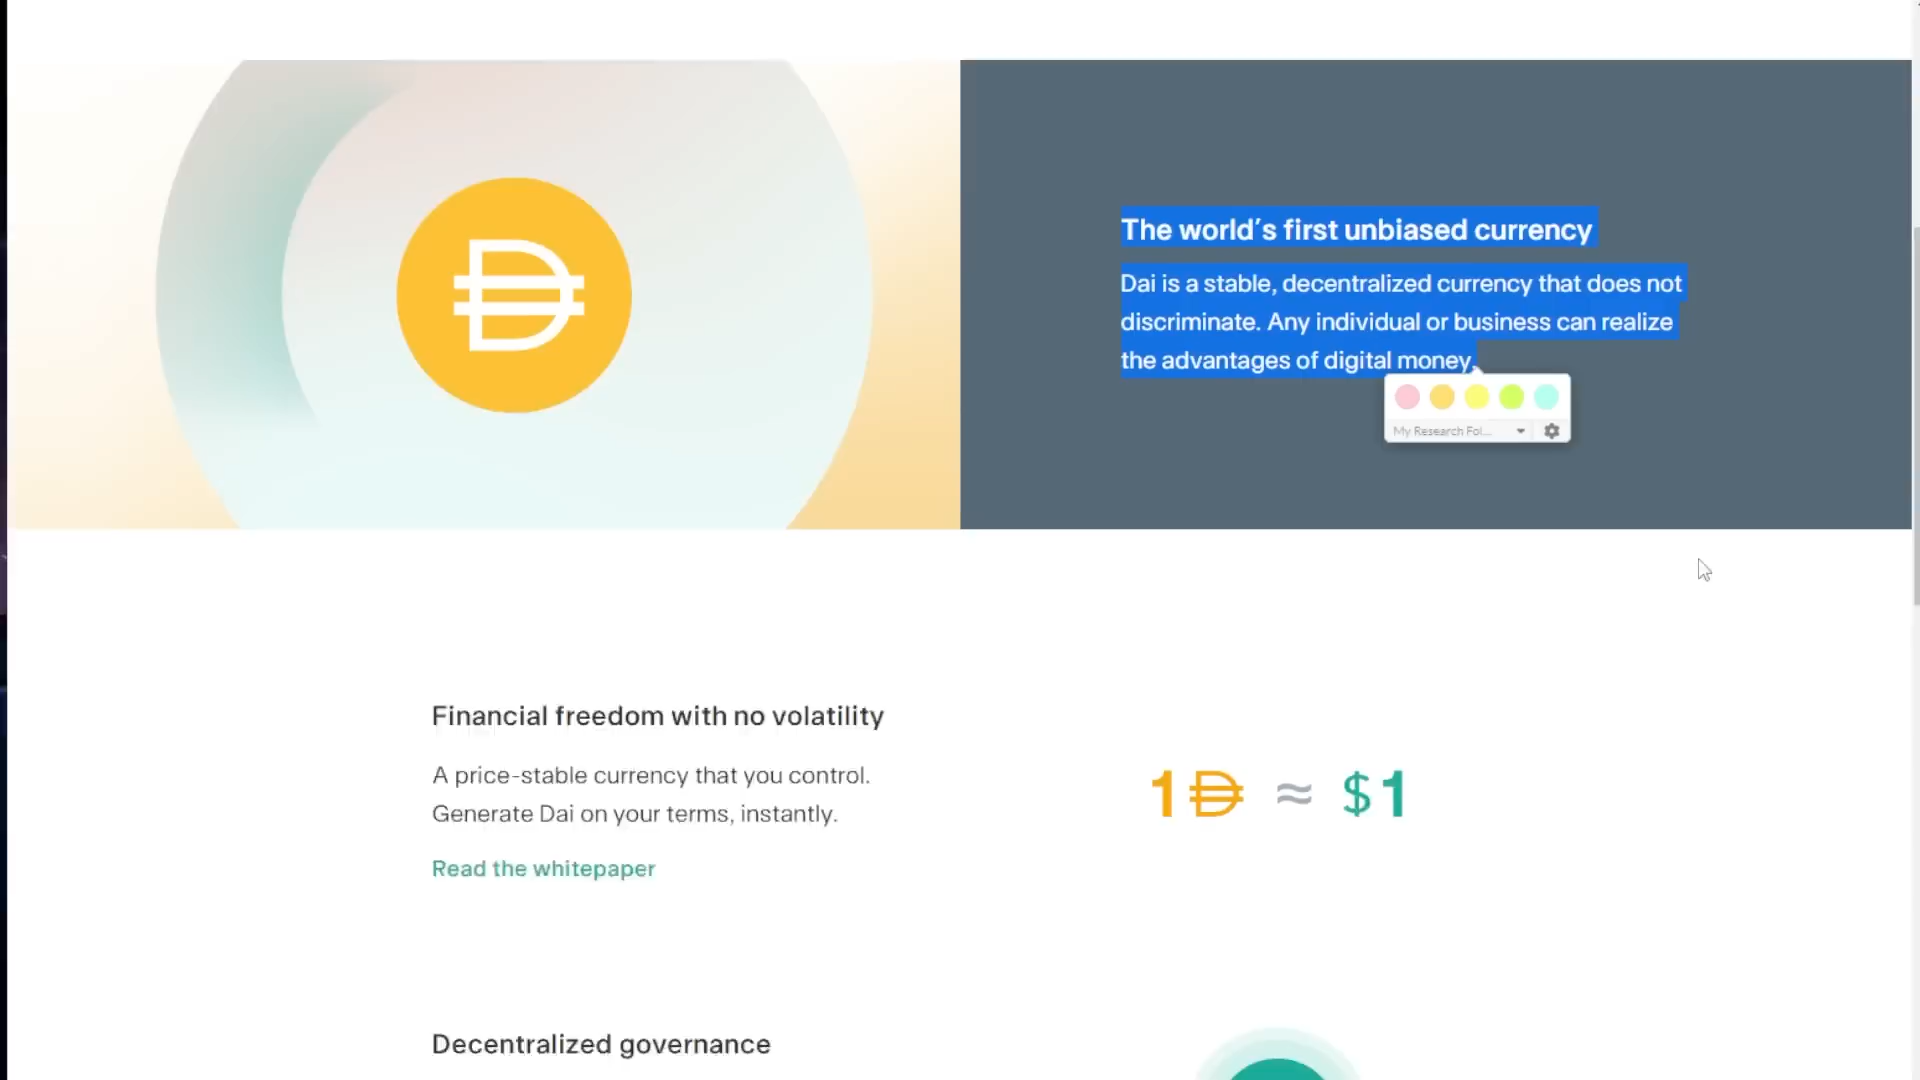 The world's first unbiased currency
Dai is a stable, decentralized currency that does not
discriminate. Any individual or business can realize
the advantages of digital money.
My Research Fol...
Financial freedom with no volatility
A price-stable currency that you control.
Generate Dai on your terms, instantly.
1 ≈ $1
Read the whitepaper
Decentralized governance